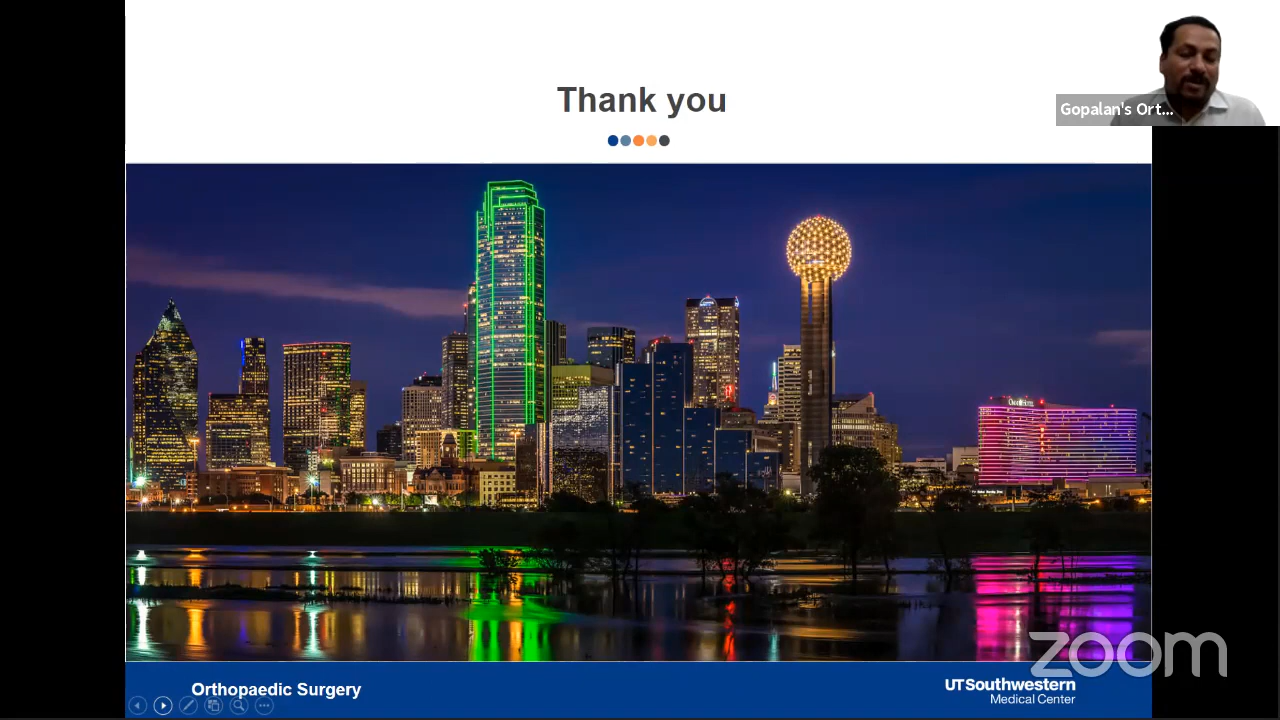 Thank you
Gopalan's Ort...
Orthopaedic Surgery
UTSouthwestern
Medical Center
zoom